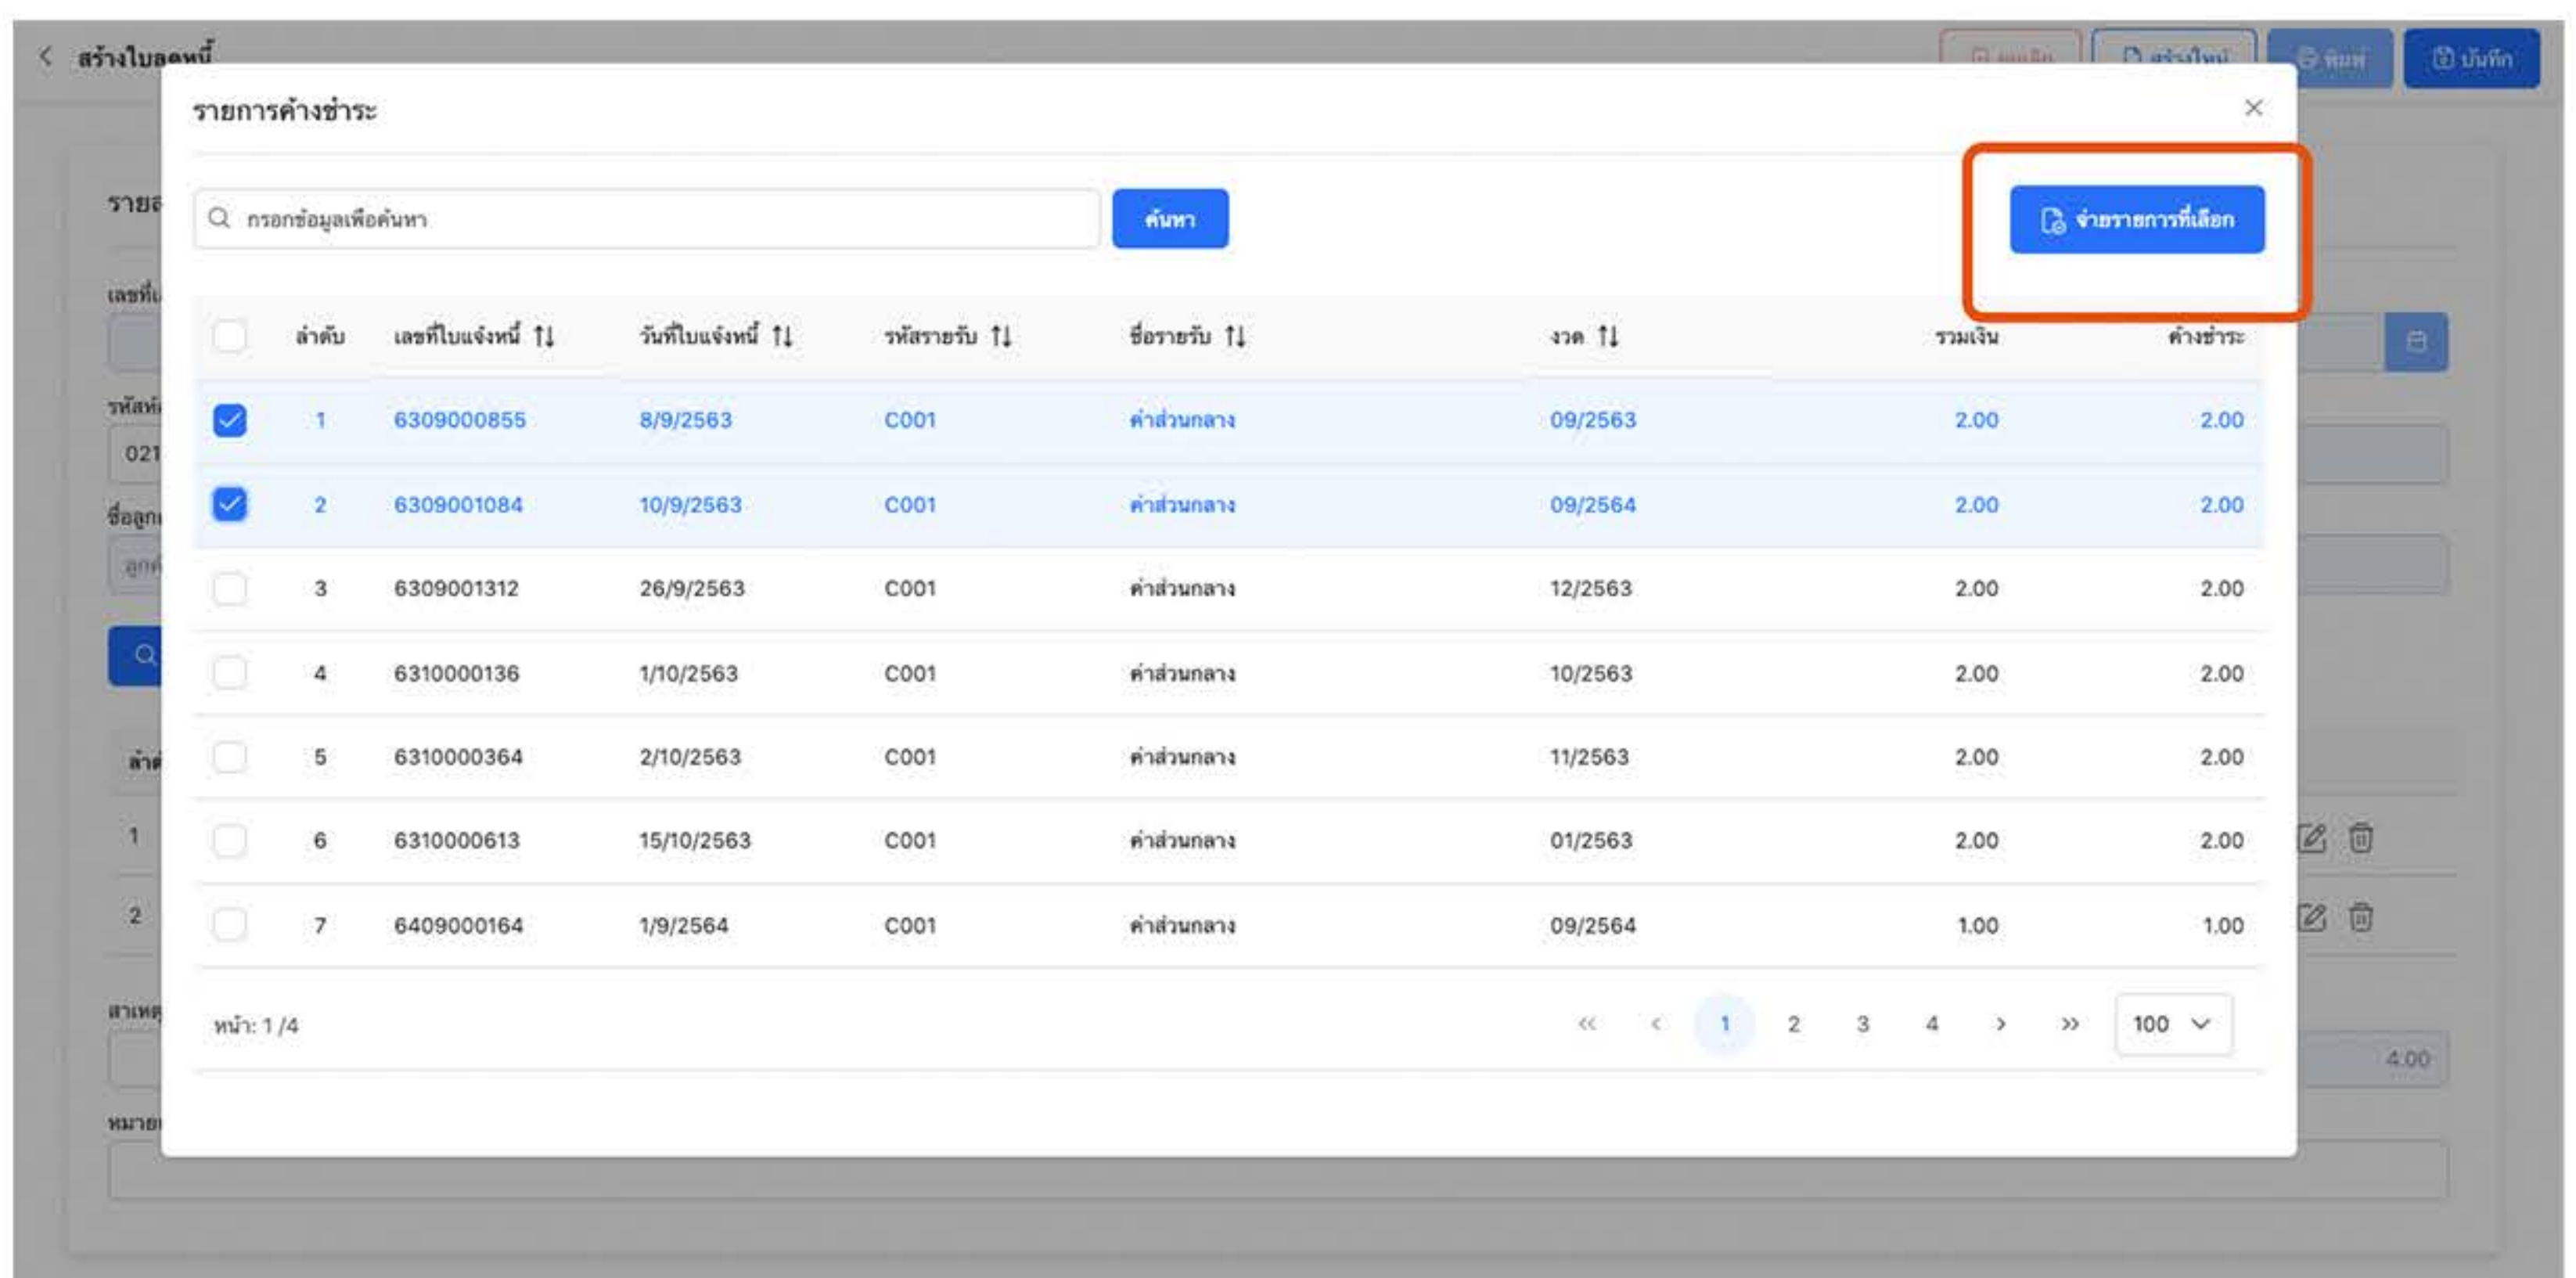 สร้างใบลดหนี้ สร้างใหม่ พิมพ์ บันทึก
รายการค้างชำระ
กรอกข้อมูลเพื่อค้นหา ค้นหา จ่ายรายการที่เลือก
ลำดับ เลขที่ใบแจ้งหนี้ วันที่ใบแจ้งหนี้ รหัสรายรับ ชื่อรายรับ งวด รวมเงิน ค้างชำระ
1 6309000855 8/9/2563 C001 ค่าส่วนกลาง 09/2563 2.00 2.00
021
2 6309001084 10/9/2563 C001 ค่าส่วนกลาง 09/2564 2.00 2.00
3 6309001312 26/9/2563 C001 ค่าส่วนกลาง 12/2563 2.00 2.00
4 6310000136 1/10/2563 C001 ค่าส่วนกลาง 10/2563 2.00 2.00
5 6310000364 2/10/2563 C001 ค่าส่วนกลาง 11/2563 2.00 2.00
1 6 6310000613 15/10/2563 C001 ค่าส่วนกลาง 01/2563 2.00 2.00
2 7 6409000164 1/9/2564 C001 ค่าส่วนกลาง 09/2564 1.00 1.00
หน้า: 1 /4 << < 1 2 3 4 > >> 100
4.00